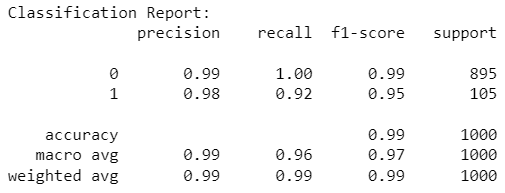 Classification Report:
precision recall f1-score support
0 0.99 1.00 0.99 895
1 0.98 0.92 0.95 105
accuracy 0.99 1000
macro avg 0.99 0.96 0.97 1000
weighted avg 0.99 0.99 0.99 1000